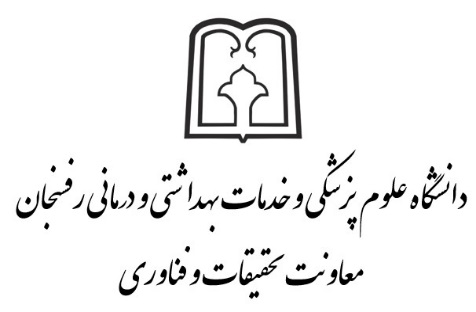 دانشگاه علوم پزشکی و خدمات بهداشتی و درمانی رفسنجان
معاونت تحقیقات و فناوری